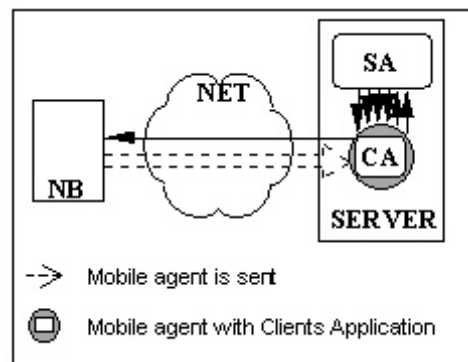 SA
NET
CA
NB
SERVER
Mobile agent is sent
Mobile agent with Clients Application